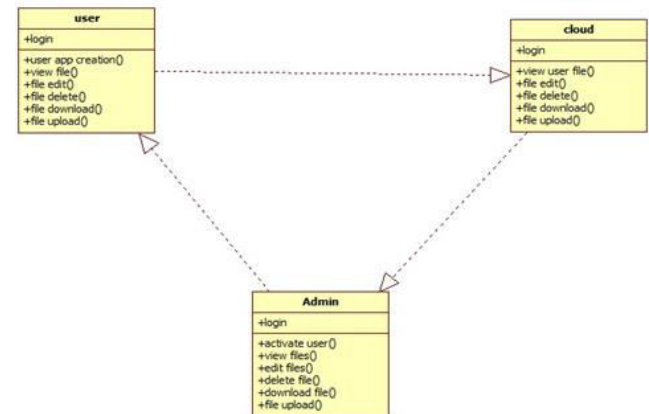 user
+login
+user app creation()
+view file()
+file edit()
+file delete()
+file download()
+file upload()
cloud
+login
+view user file()
+file edit()
+file delete()
+file download()
+file upload()
Admin
+login
+activate user()
+view files()
+edit files()
+delete file()
+download file()
+file upload()